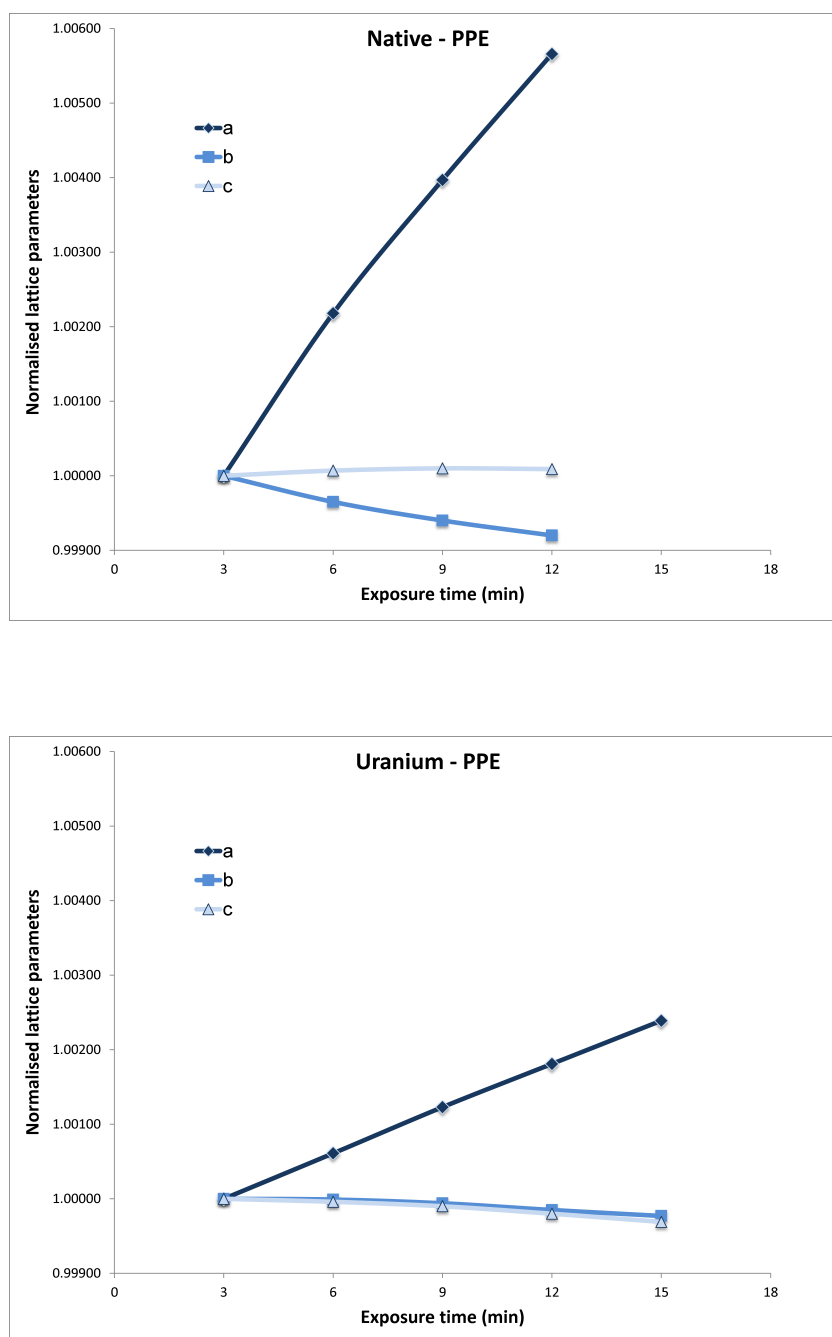 Native - PPE
1.00600
1.00500
1.00400
1.00300
1.00200
1.00100
1.00000
0.99900
Normalised lattice parameters
a
b
c
0 3 6 9 12 15 18
Exposure time (min)
Uranium - PPE
1.00600
1.00500
1.00400
1.00300
1.00200
1.00100
1.00000
0.99900
Normalised lattice parameters
a
b
c
0 3 6 9 12 15 18
Exposure time (min)